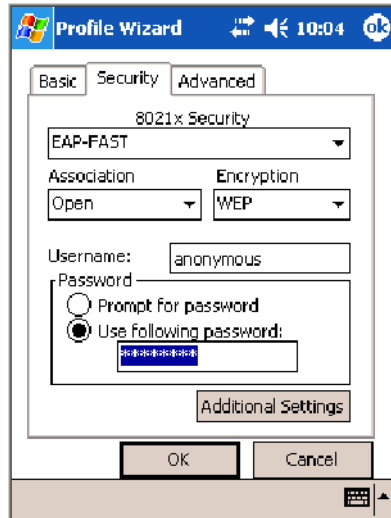 Profile Wizard 10:04 ok
Basic Security Advanced
8021x Security
EAP-FAST
Association Encryption
Open WEP
Username: anonymous
Password
Prompt for password
Use following password:
*********
Additional Settings
OK Cancel